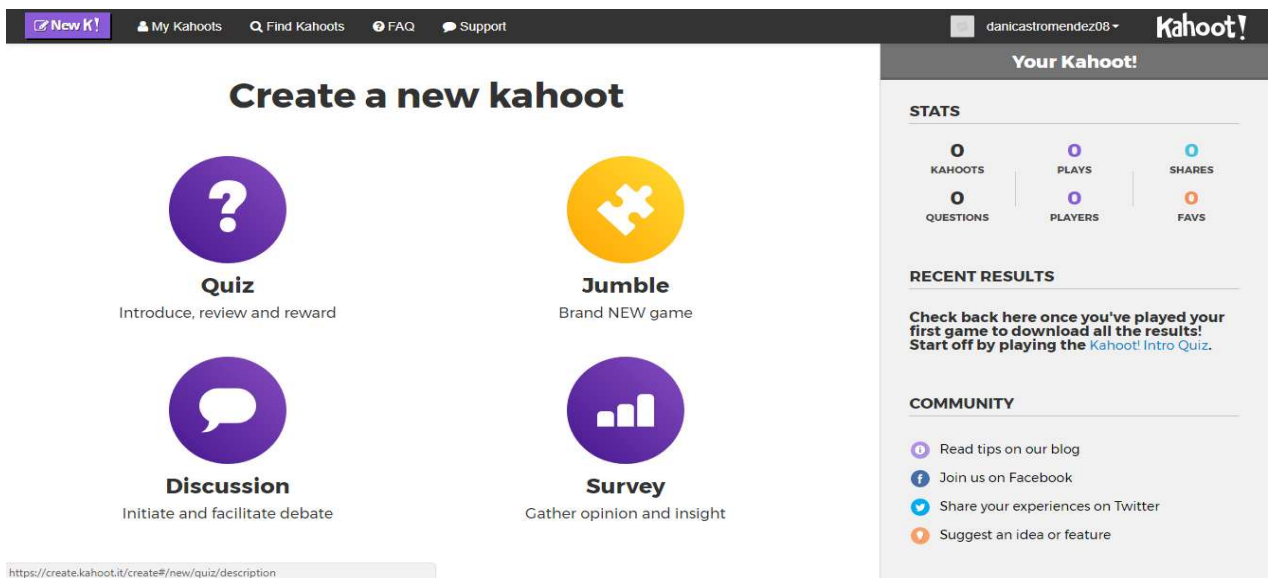 New K!
My Kahoots
Find Kahoots
FAQ
Support
danicastromendez08
Kahoot!
Create a new kahoot
Quiz
Introduce, review and reward
Jumble
Brand NEW game
Discussion
Initiate and facilitate debate
Survey
Gather opinion and insight
https://create.kahoot.it/create#/new/quiz/description
Your Kahoot!
STATS
0 0 0
KAHOOTS PLAYS SHARES
0 0 0
QUESTIONS PLAYERS FAVS
RECENT RESULTS
Check back here once you've played your
first game to download all the results!
Start off by playing the Kahoot! Intro Quiz.
COMMUNITY
Read tips on our blog
Join us on Facebook
Share your experiences on Twitter
Suggest an idea or feature